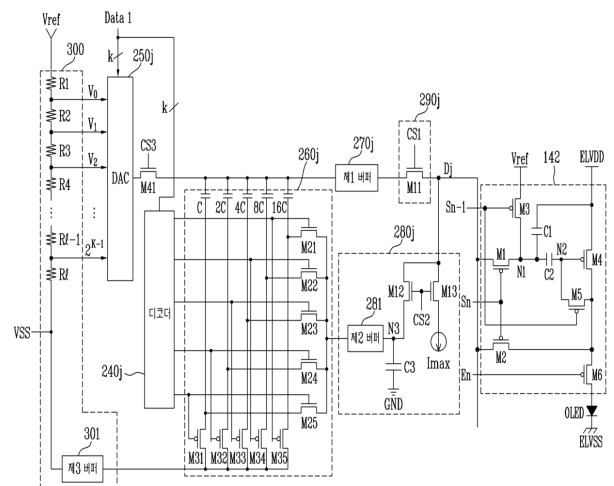 Vref
Data 1
300
k
250j
R1
V0
R2
V1
R3
V2
R4
Rℓ-1
2K-1
Rℓ
DAC
k
CS3
M41
VSS
디코더
240j
301
제3 버퍼
260j
C
2C
4C
8C
16C
M21
M22
M23
M24
M25
M31
M32
M33
M34
M35
270j
제1 버퍼
290j
CS1
M11
Dj
280j
281
제2 버퍼
N3
M12
M13
CS2
C3
GND
Imax
Vref
ELVDD
142
Sn-1
M3
C1
M1
N1
C2
N2
M4
M5
Sn
M2
En
M6
OLED
ELVSS